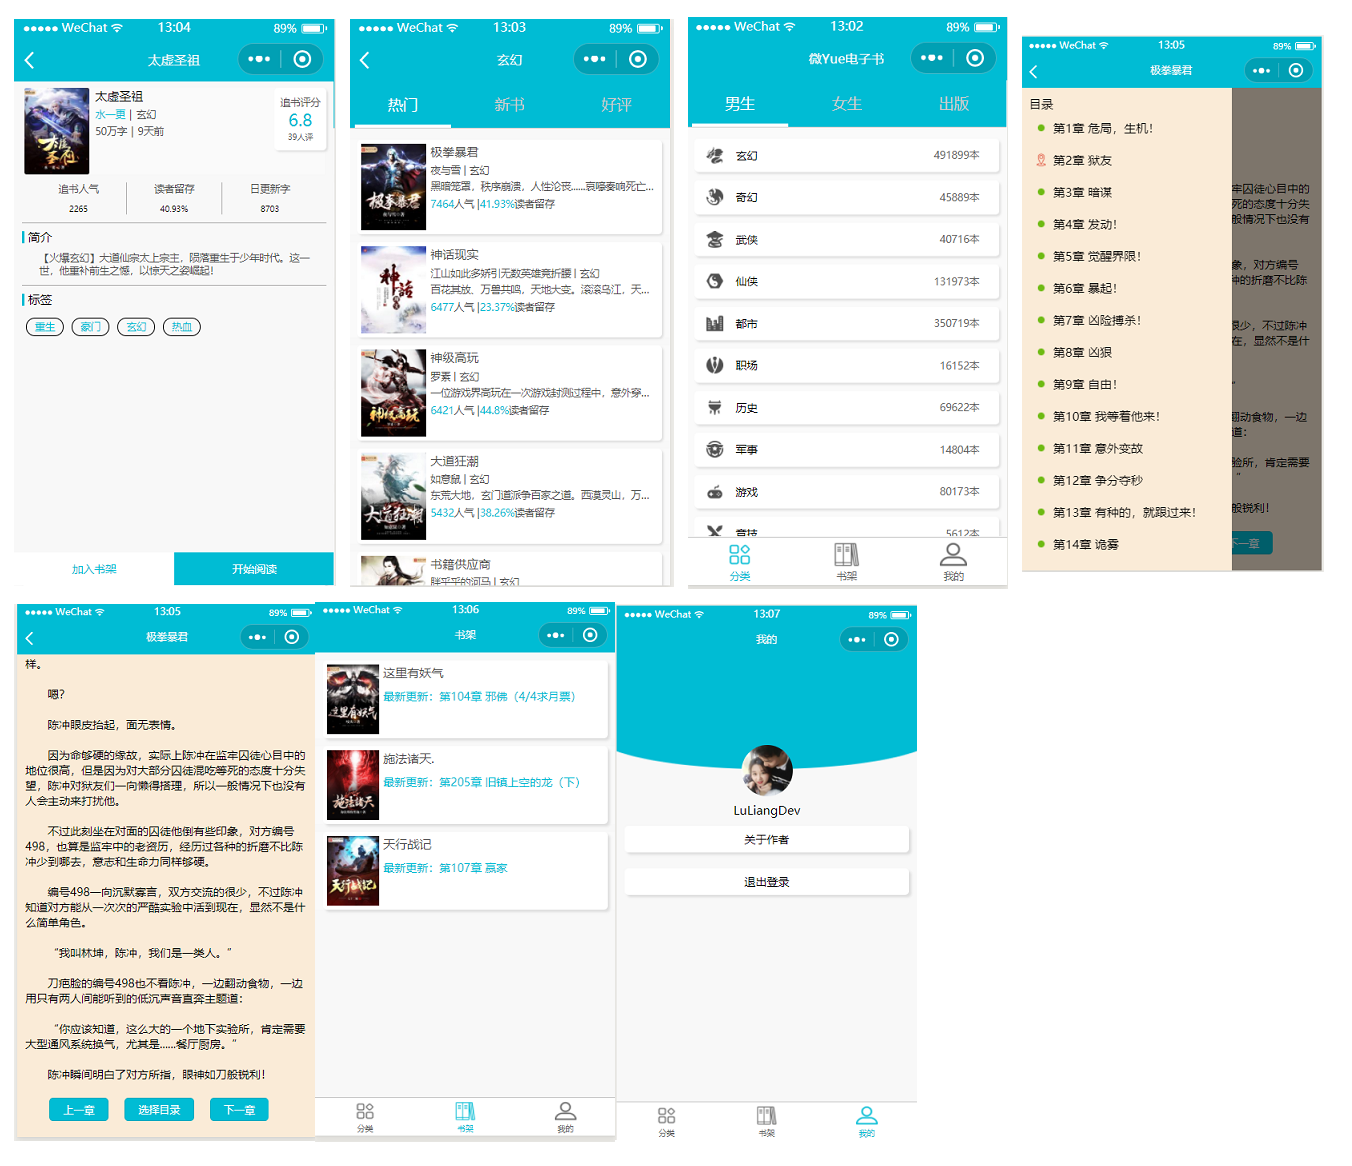 ●●●●● WeChat 13:04 89%
太虚圣祖
太虚圣祖
水一更 | 玄幻
50万字 | 9天前
追书评分
6.8
39人评
太虚圣祖
追书人气 读者留存 日更新字
2265 40.93% 8703
简介
【火爆玄幻】大道仙宗太上宗主，陨落重生于少年时代。这一
世，他重补前生之憾，以惊天之姿崛起！
标签
重生 豪门 玄幻 热血
加入书架 开始阅读
●●●●● WeChat 13:03 89%
玄幻
热门 新书 好评
极拳暴君
夜与雪 | 玄幻
黑暗笼罩，秩序崩溃，人性沦丧......哀嚎奏响死亡...
7464人气 |41.93%读者留存
极拳暴君
神话现实
江山如此多娇引无数英雄竞折腰 | 玄幻
百花其放、万兽共鸣，天地大变。滚滚乌江，天...
6477人气 |23.37%读者留存
神级高玩
罗素 | 玄幻
一位游戏界高玩在一次游戏封测过程中，意外穿...
6421人气 |44.8%读者留存
神级高玩
大道狂潮
如意鼠 | 玄幻
东荒大地，玄门道派争百家之道。西漠灵山，万...
5432人气 |38.26%读者留存
大道狂潮
书籍供应商
胖乎乎的河马 | 玄幻
●●●●● WeChat 13:02 89%
微Yue电子书
男生 女生 出版
玄幻 491899本
奇幻 45889本
武侠 40716本
仙侠 131973本
都市 350719本
职场 16152本
历史 69622本
军事 14804本
游戏 80173本
竞技 5612本
分类 书架 我的
●●●●● WeChat 13:05 89%
极拳暴君
目录
第1章 危局，生机！
第2章 狱友
第3章 暗谋
第4章 发动！
第5章 觉醒界限！
第6章 暴起！
第7章 凶险搏杀！
第8章 凶狠
第9章 自由！
第10章 我等着他来！
第11章 意外变故
第12章 争分夺秒
第13章 有种的，就跟过来！
第14章 诡雾
牢囚徒心目中的
死的态度十分失
般情况下也没有
象，对方编号
种的折磨不比陈
很少，不过陈冲
在，显然不是什
”
翻动食物，一边
道：
验所，肯定需要
”
般锐利！
下一章
●●●●● WeChat 13:05 89%
极拳暴君
样。
嗯？
陈冲眼皮抬起，面无表情。
因为命够硬的缘故，实际上陈冲在监牢囚徒心目中的
地位很高，但是因为对大部分囚徒混吃等死的态度十分失
望，陈冲对狱友们一向懒得搭理，所以一般情况下也没有
人会主动来打扰他。
不过此刻坐在对面的囚徒他倒有些印象，对方编号
498，也算是监牢中的老资历，经历过各种的折磨不比陈
冲少到哪去，意志和生命力同样够硬。
编号498一向沉默寡言，双方交流的很少，不过陈冲
知道对方能从一次次的严酷实验中活到现在，显然不是什
么简单角色。
“我叫林坤，陈冲，我们是一类人。”
刀疤脸的编号498也不看陈冲，一边翻动食物，一边
用只有两人间能听到的低沉声音直奔主题道：
“你应该知道，这么大的一个地下实验所，肯定需要
大型通风系统换气，尤其是......餐厅厨房。”
陈冲瞬间明白了对方所指，眼神如刀般锐利！
上一章 选择目录 下一章
●●●●● WeChat 13:06 89%
书架
这里有妖气
最新更新：第104章 邪佛（4/4求月票）
这里有妖气
施法诸天.
最新更新：第205章 旧镇上空的龙（下）
施法诸天
天行战记
最新更新：第107章 赢家
天行战记
分类 书架 我的
●●●●● WeChat 13:07 89%
我的
LuLiangDev
关于作者
退出登录
分类 书架 我的